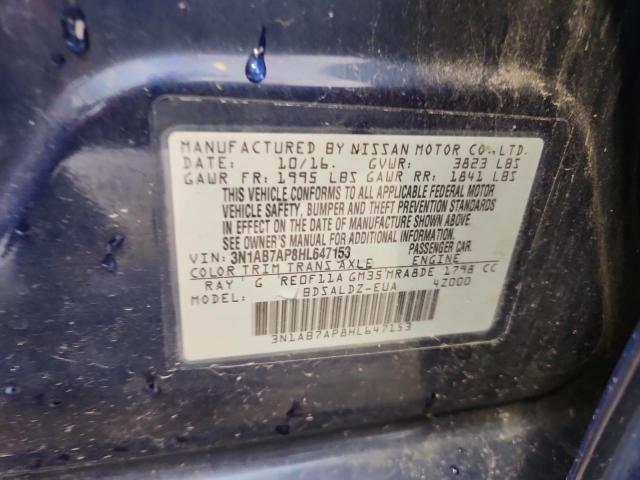 MANUFACTURED BY NISSAN MOTOR CO.,LTD.
DATE: 10/16. GVWR: 3823 LBS
GAWR FR: 1995 LBS GAWR RR: 1841 LBS
THIS VEHICLE CONFORMS TO ALL APPLICABLE FEDERAL MOTOR
VEHICLE SAFETY, BUMPER AND THEFT PREVENTION STANDARDS
IN EFFECT ON THE DATE OF MANUFACTURE SHOWN ABOVE.
SEE OWNER'S MANUAL FOR ADDITIONAL INFORMATION.
VIN: 3N1AB7AP8HL647153 PASSENGER CAR.
COLOR TRIM TRANS AXLE ENGINE
RAY G RE0F11A GM35 MRA8DE 1798 CC
BDSALDZ-EUA 4Z000
3N1AB7AP8HL647153